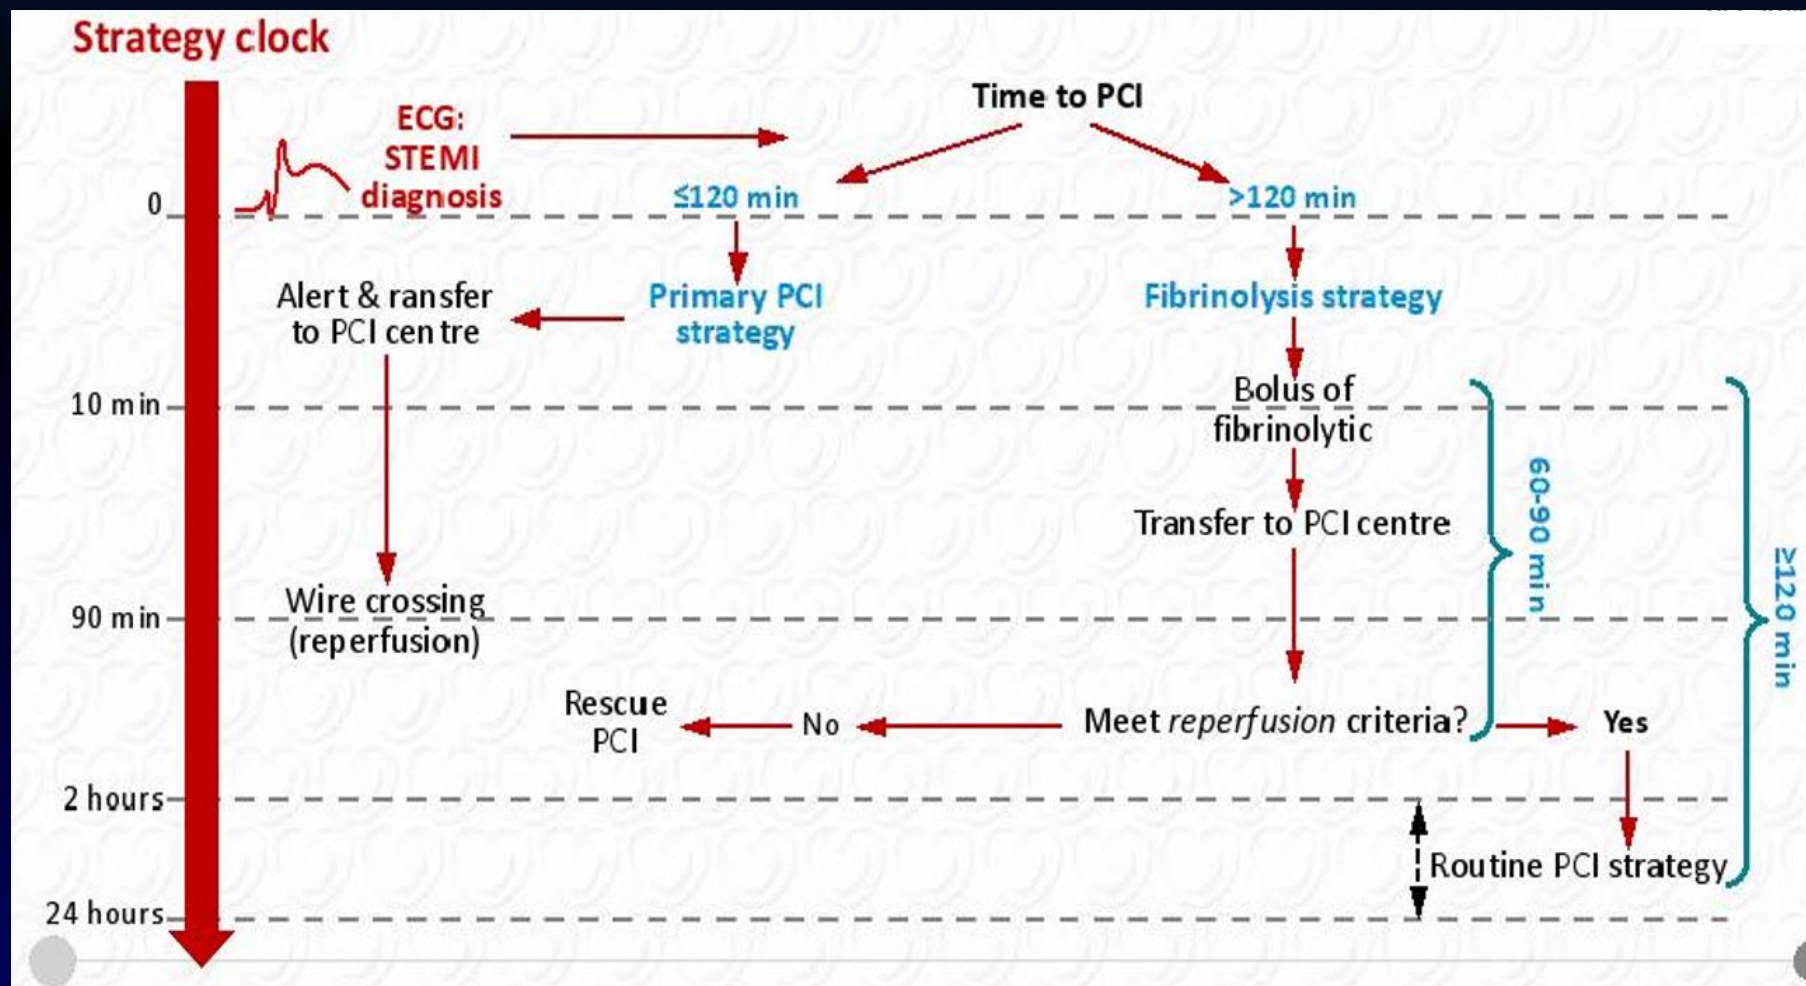 Strategy clock
Time to PCI
ECG:
STEMI
diagnosis
≤120 min
>120 min
0
Alert & ransfer
to PCI centre
Primary PCI
strategy
Fibrinolysis strategy
10 min
Bolus of
fibrinolytic
60-90 min
Transfer to PCI centre
≥120 min
90 min
Wire crossing
(reperfusion)
Rescue
PCI
No
Meet reperfusion criteria?
Yes
2 hours
Routine PCI strategy
24 hours